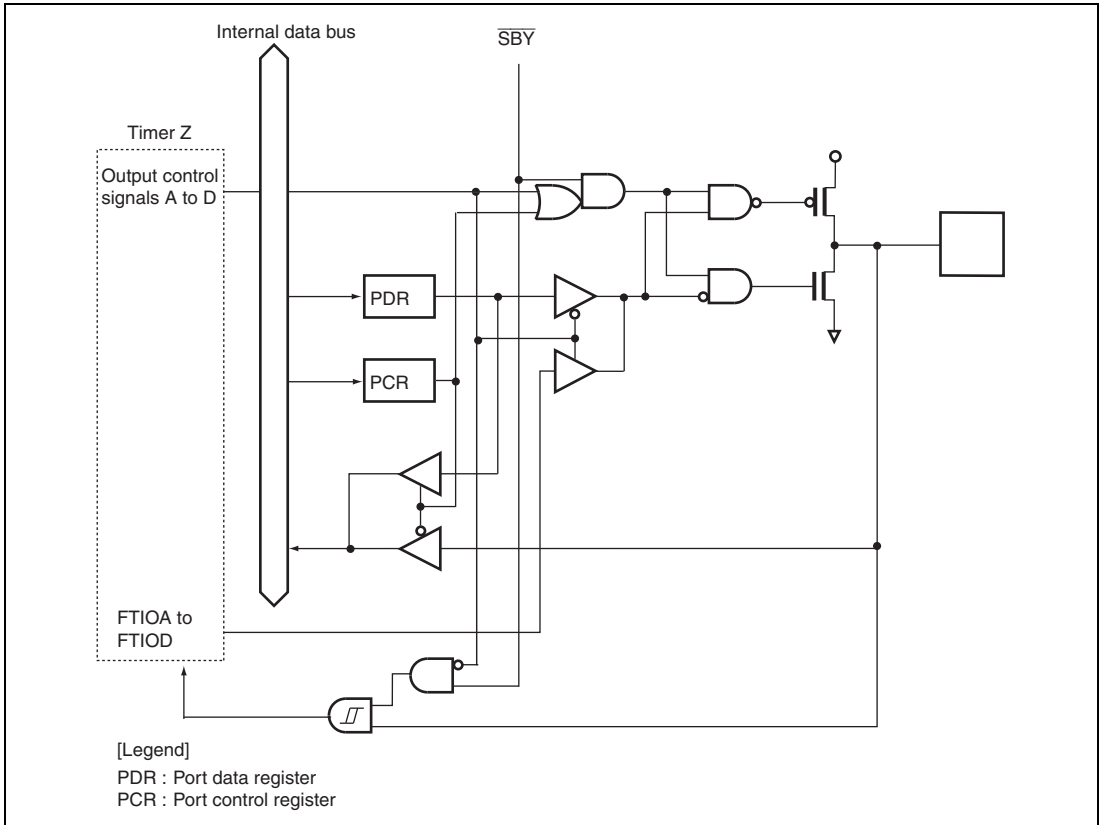 Internal data bus
S̅B̅Y̅
Timer Z
Output control
signals A to D
PDR
PCR
FTIOA to
FTIOD
[Legend]
PDR : Port data register
PCR : Port control register